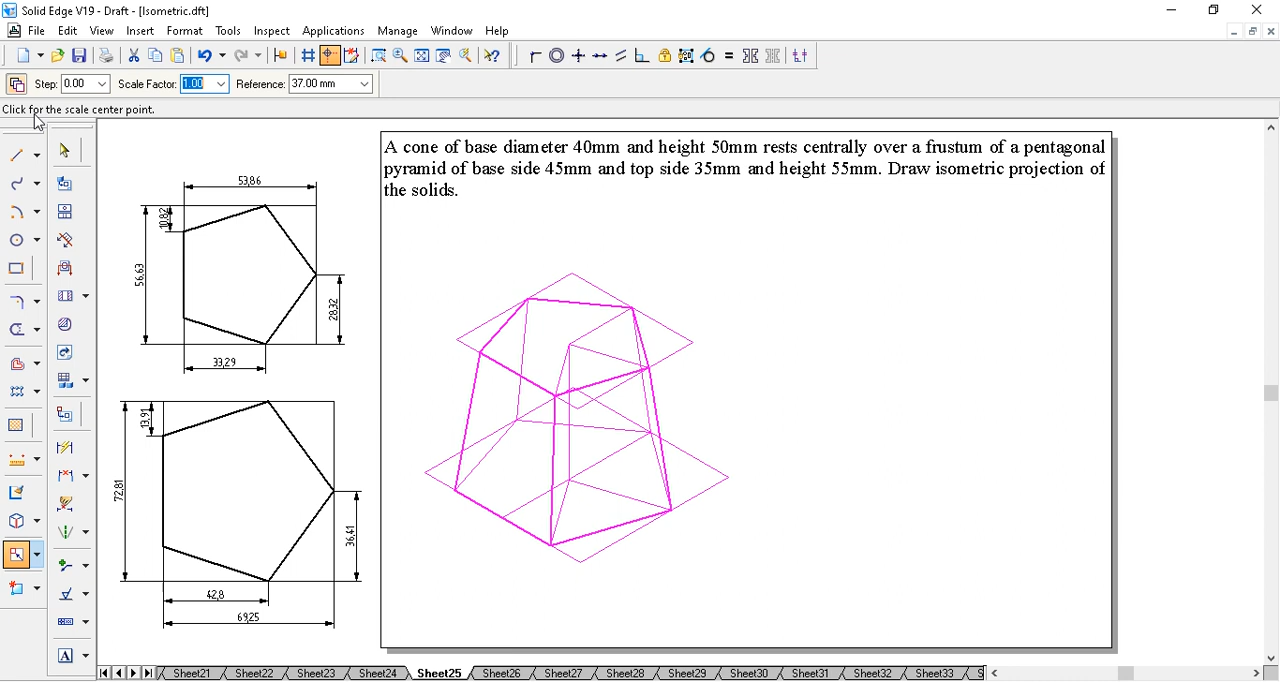 Solid Edge V19 - Draft - [Isometric.dft]
File Edit View Insert Format Tools Inspect Applications Manage Window Help
Step: 0.00 Scale Factor: 1.00 Reference: 37.00 mm
Click for the scale center point.
A cone of base diameter 40mm and height 50mm rests centrally over a frustum of a pentagonal
pyramid of base side 45mm and top side 35mm and height 55mm. Draw isometric projection of
the solids.
53,86
10,82
56,63
28,32
33,29
13,91
72,81
36,41
42,8
69,25
A
Sheet21 Sheet22 Sheet23 Sheet24 Sheet25 Sheet26 Sheet27 Sheet28 Sheet29 Sheet30 Sheet31 Sheet32 Sheet33 S